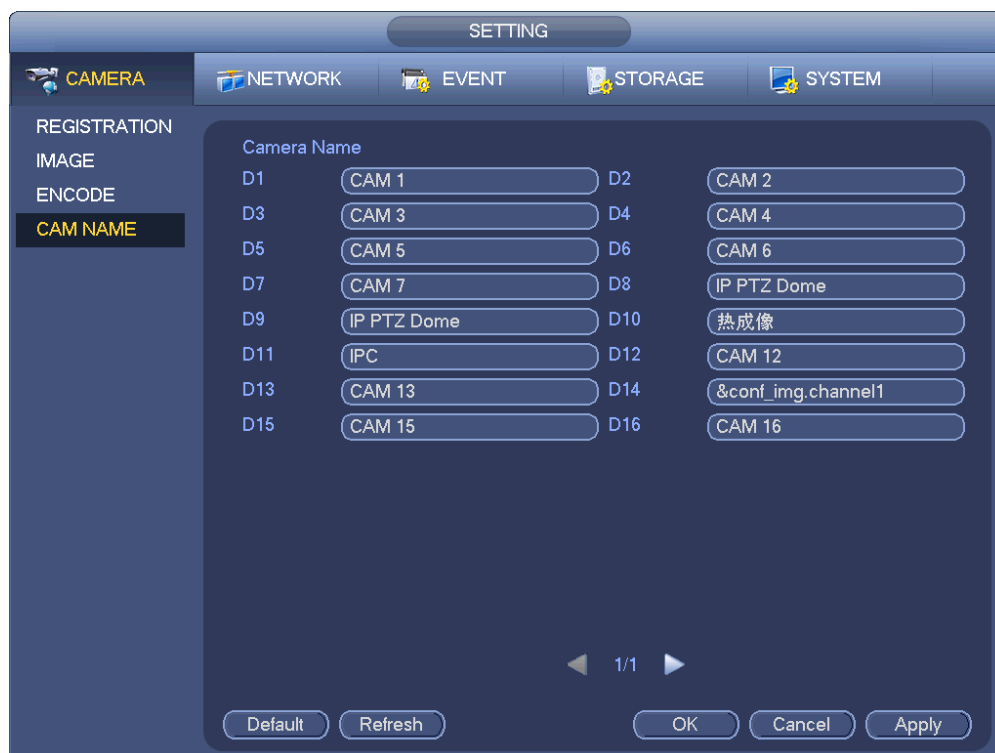 SETTING
CAMERA NETWORK EVENT STORAGE SYSTEM
REGISTRATION
IMAGE
ENCODE
CAM NAME
Camera Name
D1 CAM 1 D2 CAM 2
D3 CAM 3 D4 CAM 4
D5 CAM 5 D6 CAM 6
D7 CAM 7 D8 IP PTZ Dome
D9 IP PTZ Dome D10 热成像
D11 IPC D12 CAM 12
D13 CAM 13 D14 &conf_img.channel1
D15 CAM 15 D16 CAM 16
1/1
Default Refresh OK Cancel Apply